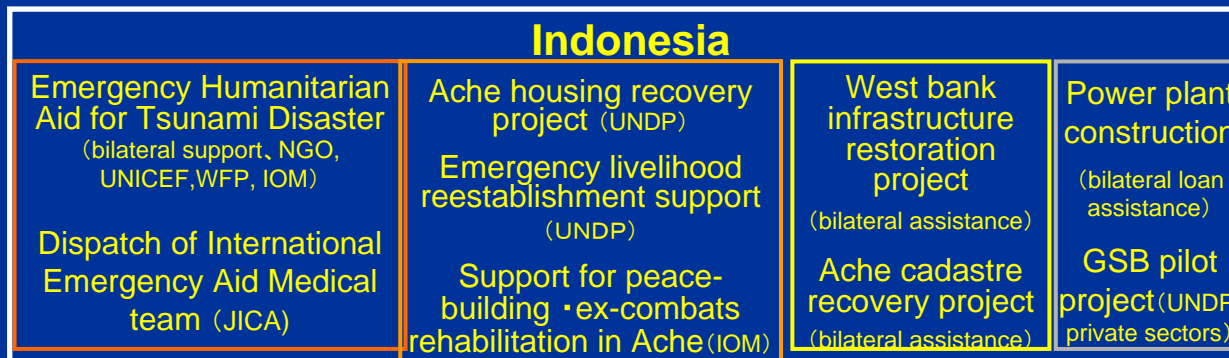 Indonesia
Emergency Humanitarian
Aid for Tsunami Disaster
（bilateral support、NGO,
UNICEF,WFP, IOM）
Dispatch of International
Emergency Aid Medical
team（JICA)
Ache housing recovery
project（UNDP）
Emergency livelihood
reestablishment support
（UNDP）
Support for peace-
building・ex-combats
rehabilitation in Ache（IOM）
West bank
infrastructure
restoration
project
（bilateral assistance）
Ache cadastre
recovery project
（bilateral assistance）
Power plant
construction
（bilateral loan
assistance）
GSB pilot
project（UNDP
private sectors）